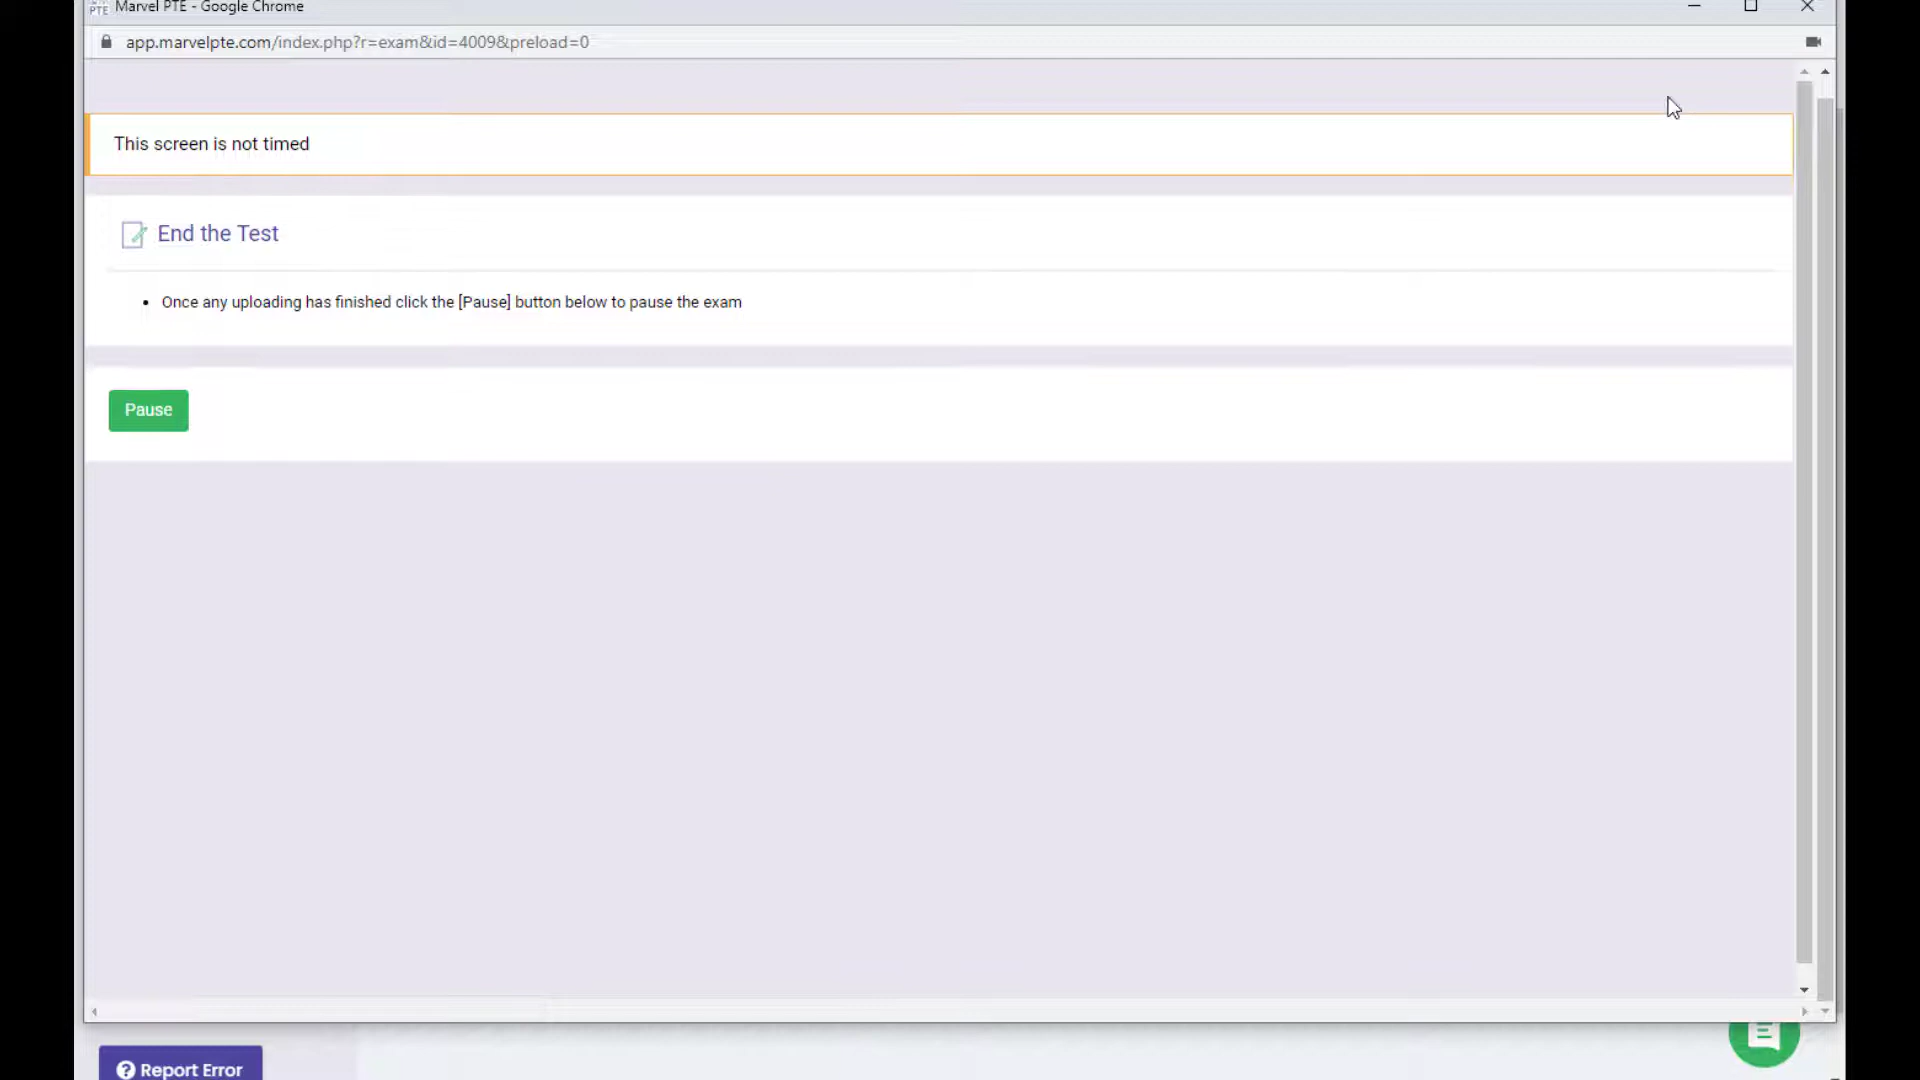 PTE Marvel PTE - Google Chrome
app.marvelpte.com/index.php?r=exam&id=4009&preload=0
This screen is not timed
End the Test
• Once any uploading has finished click the [Pause] button below to pause the exam
Pause
? Report Error